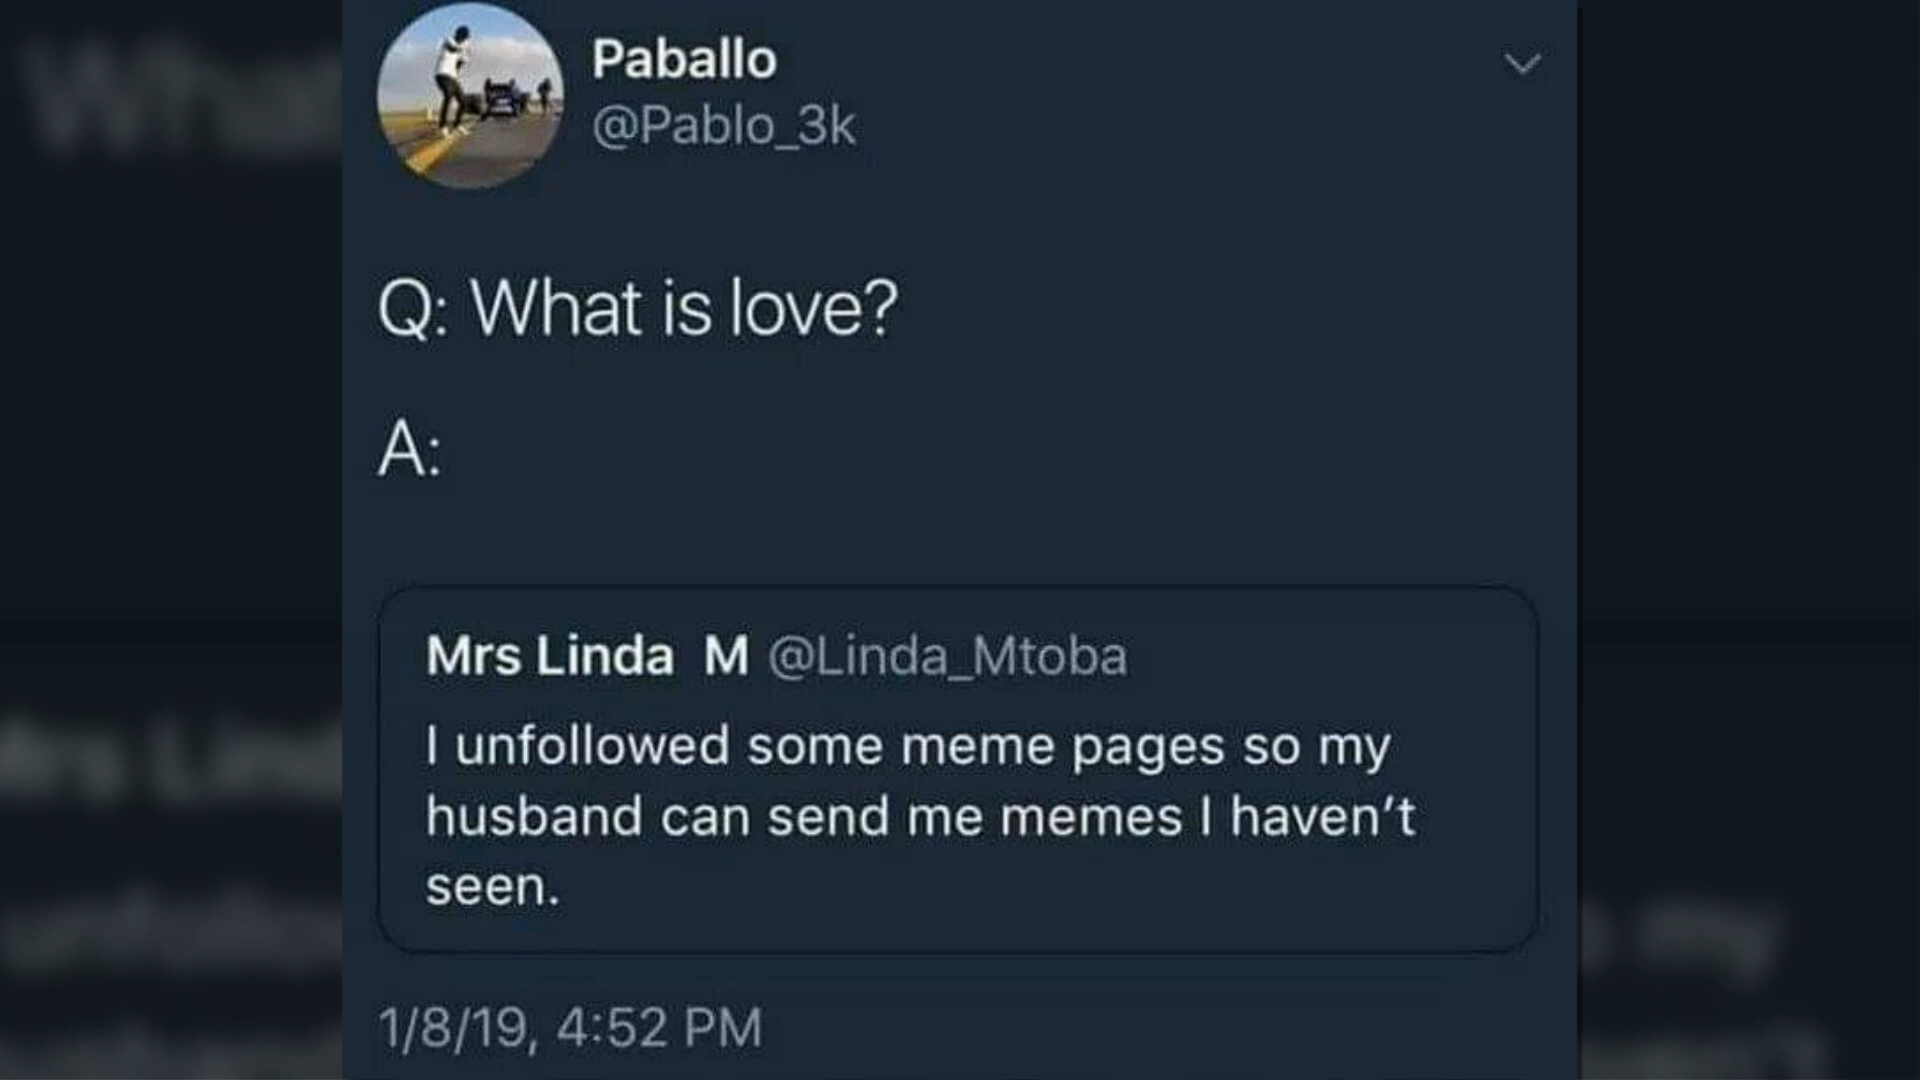 Paballo
@Pablo_3k
Q: What is love?
A:
Mrs Linda M @Linda_Mtoba
I unfollowed some meme pages so my
husband can send me memes I haven't
seen.
1/8/19, 4:52 PM